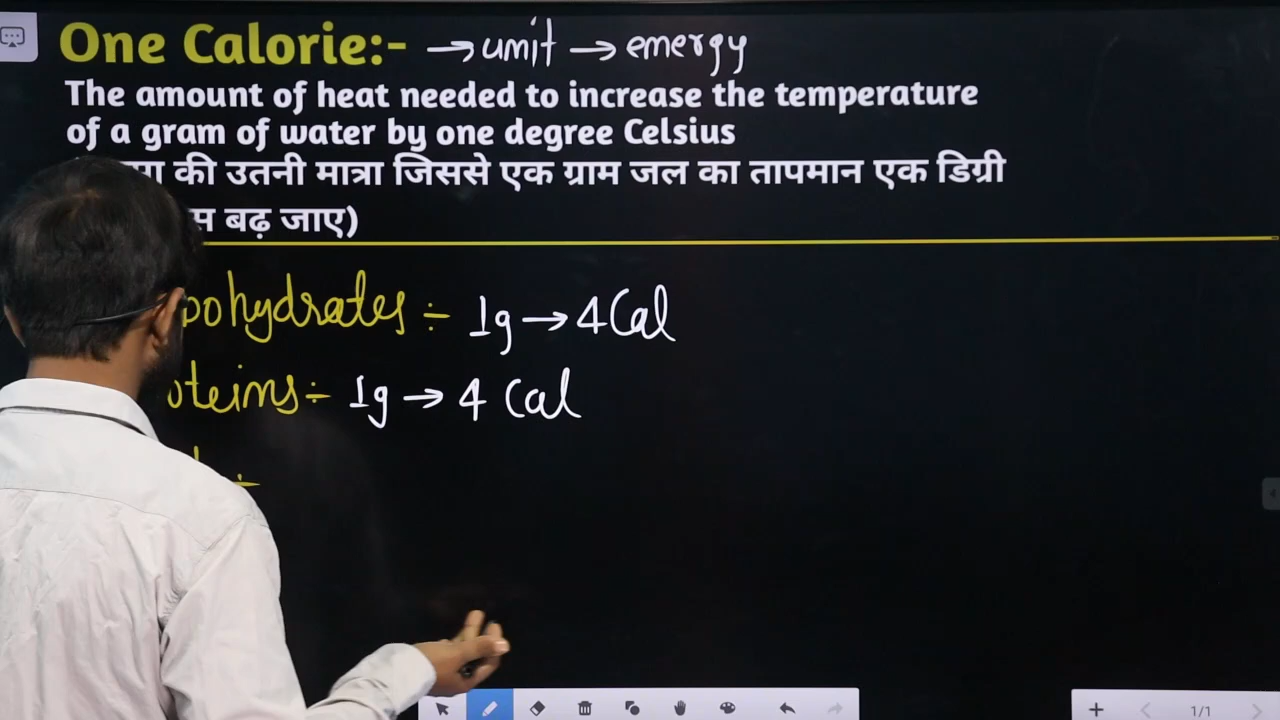 One Calorie:- → unit → energy
The amount of heat needed to increase the temperature
of a gram of water by one degree Celsius
की उतनी मात्रा जिससे एक ग्राम जल का तापमान एक डिग्री
बढ़ जाए)
bohydrates ÷ 1g → 4 Cal
oteins ÷ 1g → 4 Cal
1/1